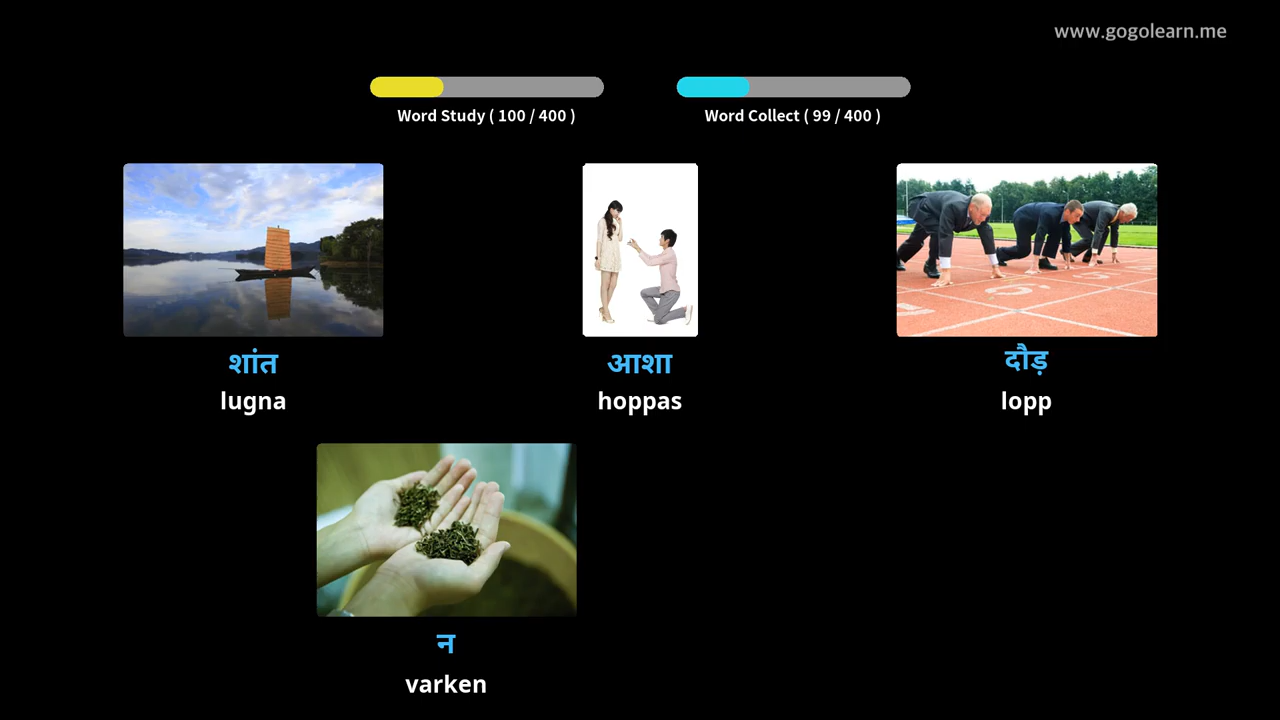 www.gogolearn.me
Word Study ( 100 / 400 )
Word Collect ( 99 / 400 )
शांत
lugna
आशा
hoppas
दौड़
lopp
न
varken